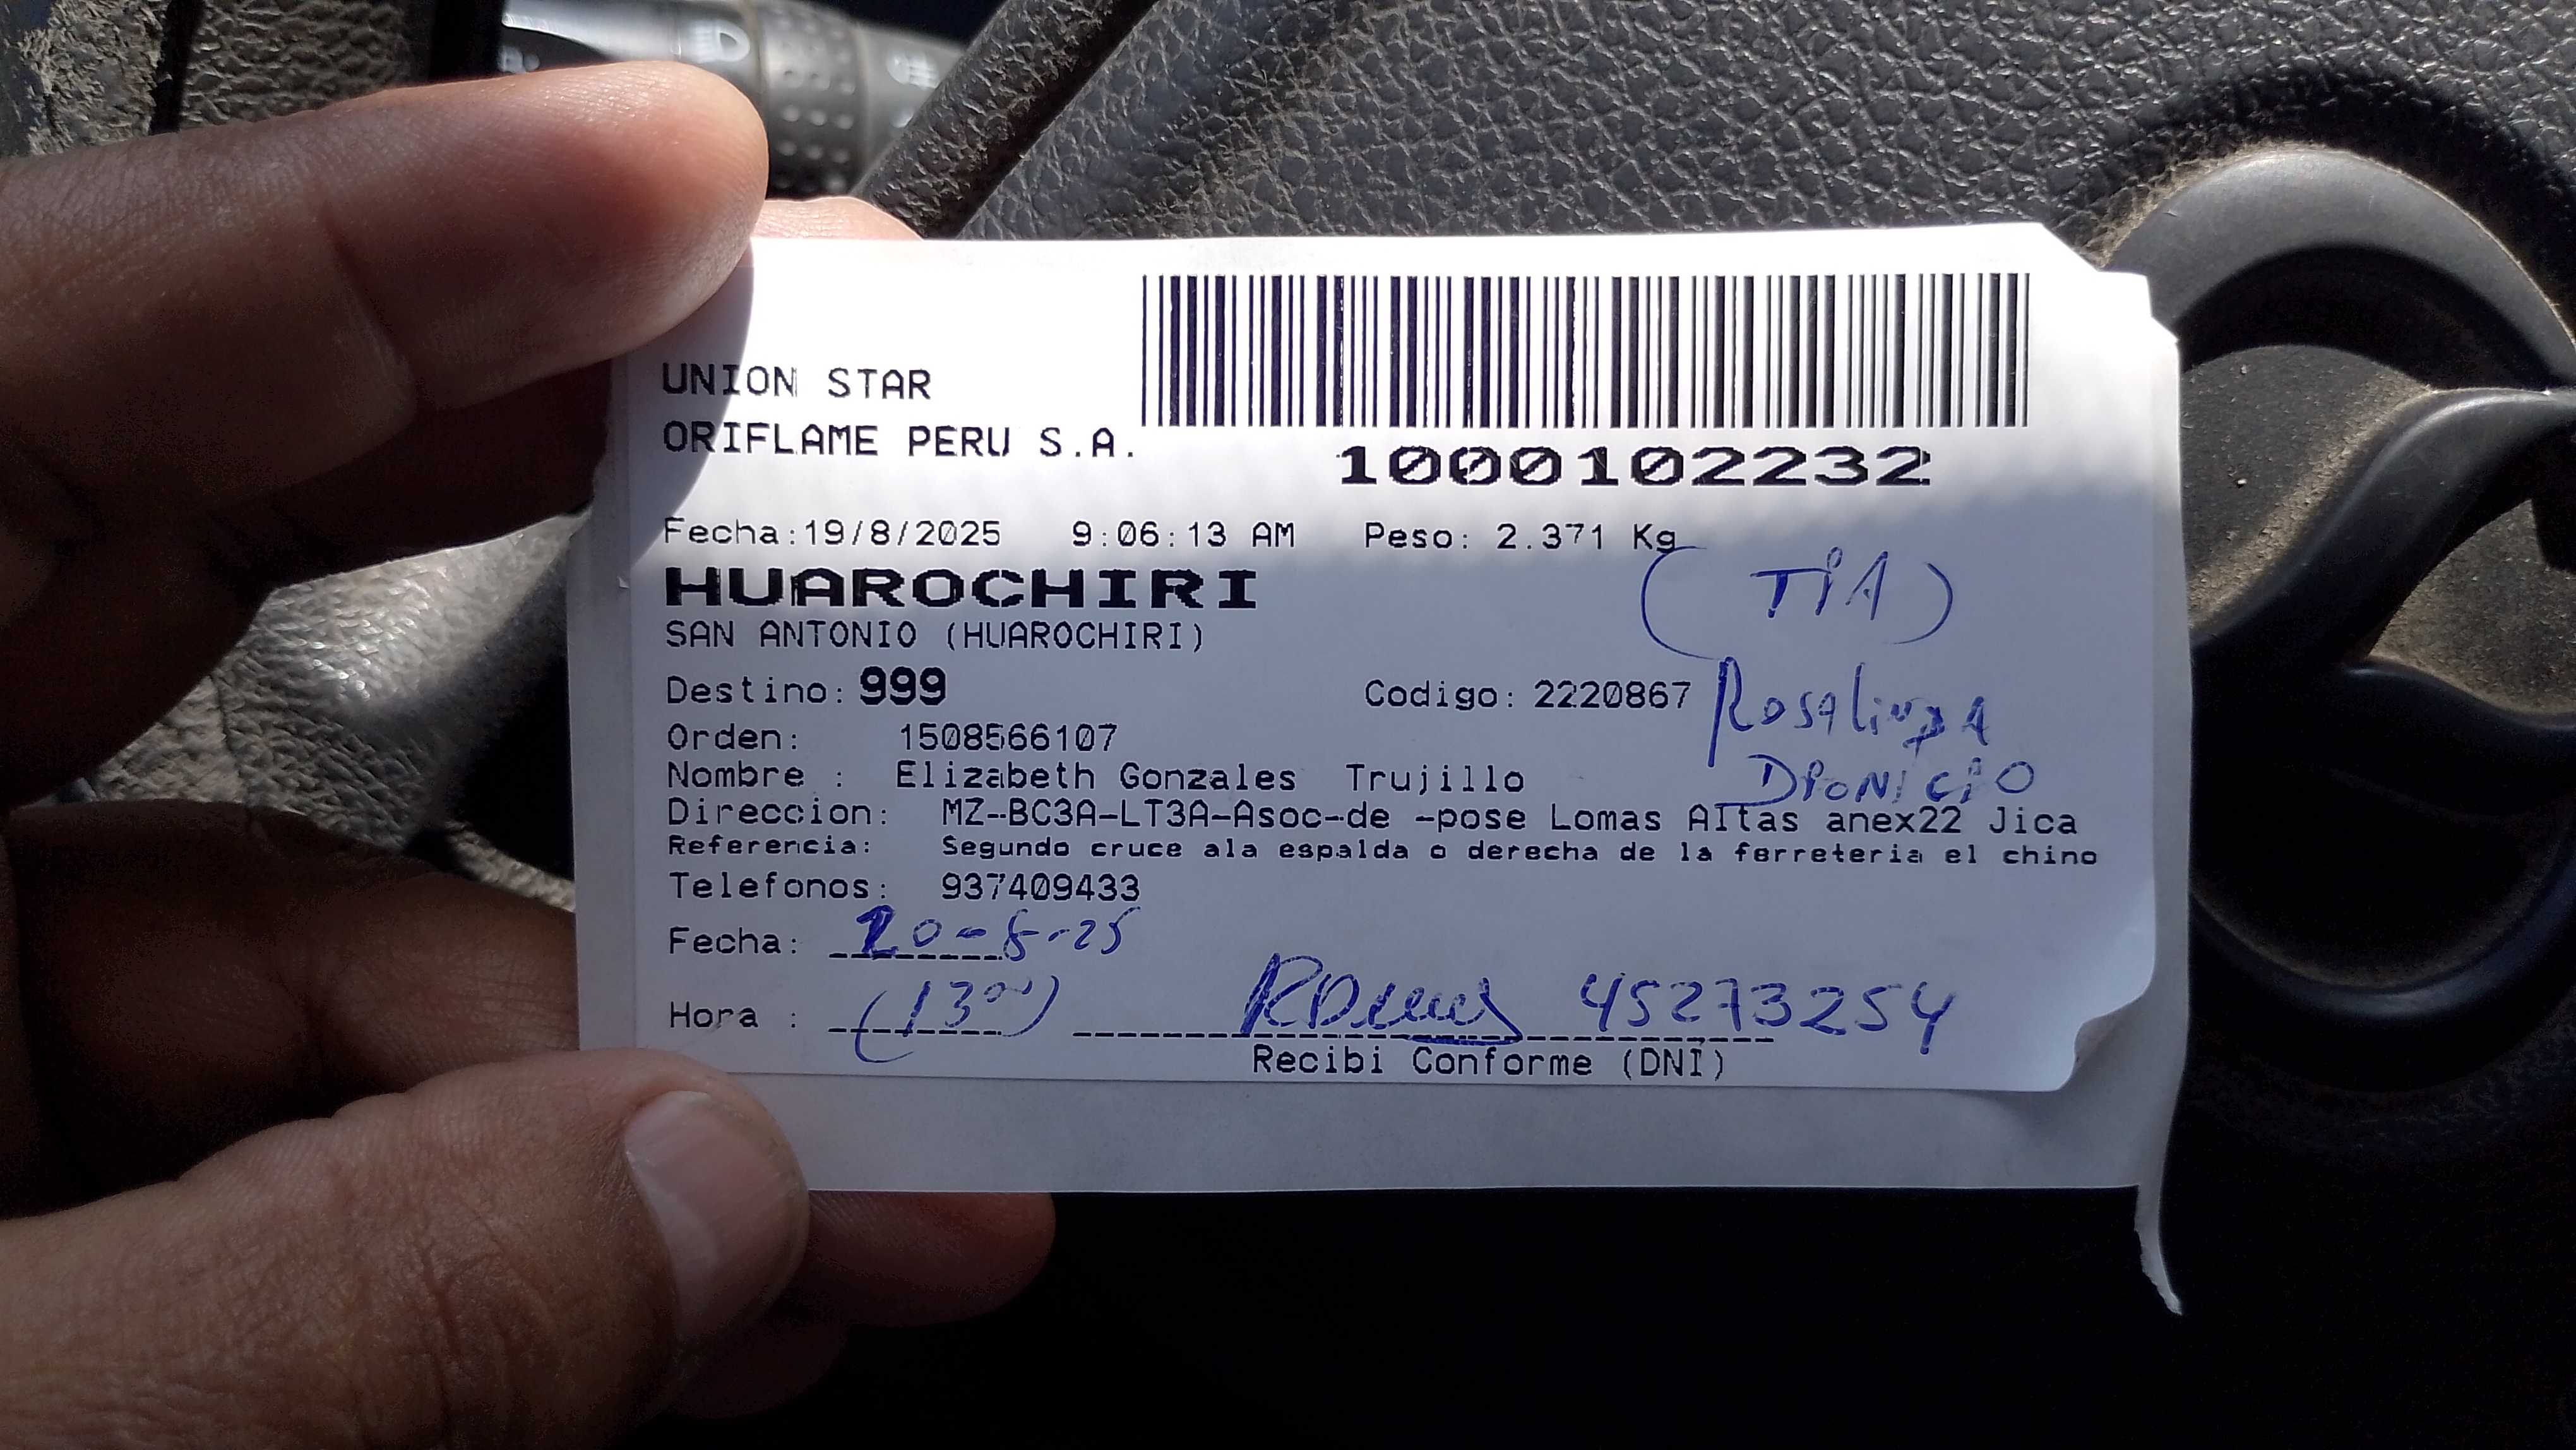 UNION STAR
ORIFLAME PERU S.A.
1000102232
Fecha:19/8/2025 9:06:13 AM Peso: 2.371 Kg
HUAROCHIRI
(TIA)
SAN ANTONIO (HUAROCHIRI)
Destino: 999 Codigo: 2220867
Rosalinda
Orden: 1508566107
DioNiciO
Nombre : Elizabeth Gonzales Trujillo
Direccion: MZ--BC3A-LT3A-Asoc-de -pose Lomas Altas anex22 Jica
Referencia: Segundo cruce ala espalda o derecha de la ferreteria el chino
Telefonos: 937409433
Fecha: 20-8-25
Hora : (13°°) 45273254
Recibi Conforme (DNI)